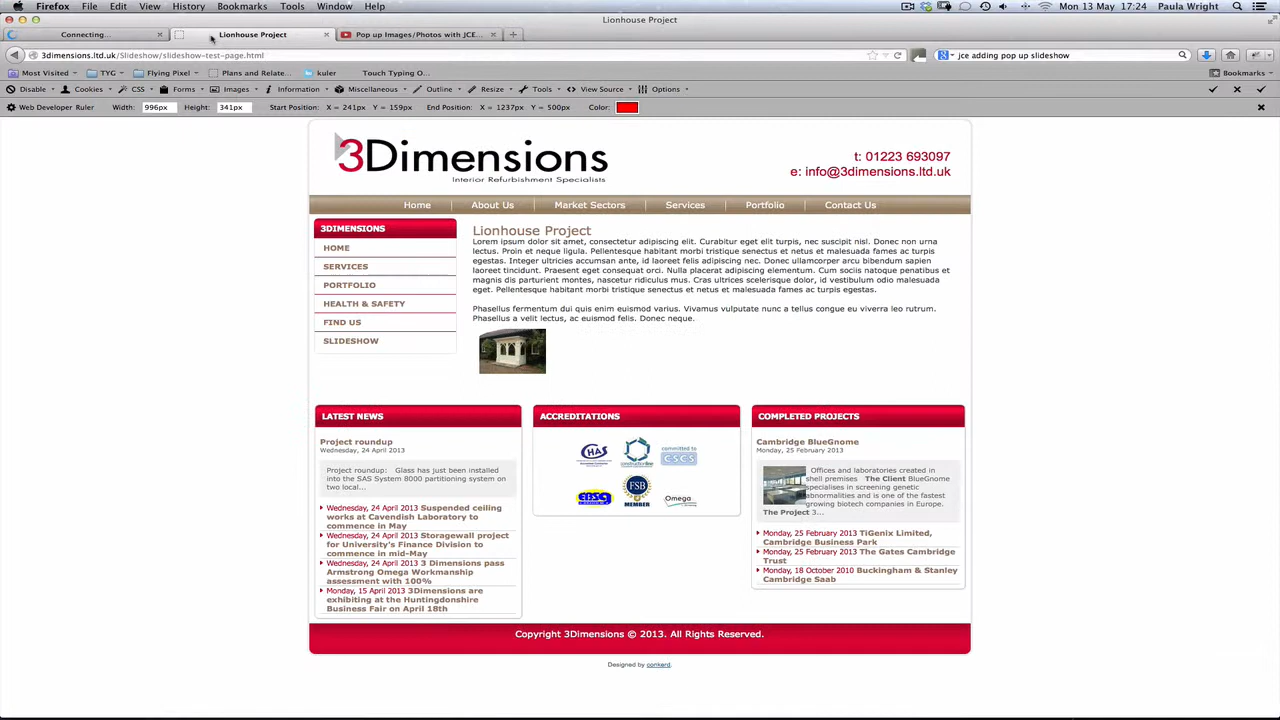 Firefox File Edit View History Bookmarks Tools Window Help Mon 13 May 17:24 Paula Wright
Lionhouse Project
Connecting... Lionhouse Project Pop up Images/Photos with JCE...
3dimensions.ltd.uk/Slideshow/slideshow-test-page.html jce adding pop up slideshow
Most Visited TYG Flying Pixel Plans and Relate... kuler Touch Typing O... Bookmarks
Disable Cookies CSS Forms Images Information Miscellaneous Outline Resize Tools View Source Options
Web Developer Ruler Width: 996px Height: 341px Start Position: X = 241px Y = 159px End Position: X = 1237px Y = 500px Color:
3Dimensions
Interior Refurbishment Specialists
t: 01223 693097
e: info@3dimensions.ltd.uk
Home About Us Market Sectors Services Portfolio Contact Us
3DIMENSIONS
HOME
SERVICES
PORTFOLIO
HEALTH & SAFETY
FIND US
SLIDESHOW
Lionhouse Project
Lorem ipsum dolor sit amet, consectetur adipiscing elit. Curabitur eget elit turpis, nec suscipit nisl. Donec non urna
lectus. Proin et neque ligula. Pellentesque habitant morbi tristique senectus et netus et malesuada fames ac turpis
egestas. Integer ultricies accumsan ante, id laoreet felis adipiscing nec. Donec ullamcorper arcu bibendum sapien
laoreet tincidunt. Praesent eget consequat orci. Nulla placerat adipiscing elementum. Cum sociis natoque penatibus et
magnis dis parturient montes, nascetur ridiculus mus. Cras ultrices scelerisque dolor, id vestibulum odio malesuada
eget. Pellentesque habitant morbi tristique senectus et netus et malesuada fames ac turpis egestas.
Phasellus fermentum dui quis enim euismod varius. Vivamus vulputate nunc a tellus congue eu viverra leo rutrum.
Phasellus a velit lectus, ac euismod felis. Donec neque.
LATEST NEWS
Project roundup
Wednesday, 24 April 2013
Project roundup: Glass has just been installed
into the SAS System 8000 partitioning system on
two local...
Wednesday, 24 April 2013 Suspended ceiling
works at Cavendish Laboratory to
commence in May
Wednesday, 24 April 2013 Storagewall project
for University's Finance Division to
commence in mid-May
Wednesday, 24 April 2013 3 Dimensions pass
Armstrong Omega Workmanship
assessment with 100%
Monday, 15 April 2013 3Dimensions are
exhibiting at the Huntingdonshire
Business Fair on April 18th
ACCREDITATIONS
CHAS
constructionline
committed to
CSCS
FSB
MEMBER
Omega
COMPLETED PROJECTS
Cambridge BlueGnome
Monday, 25 February 2013
Offices and laboratories created in
shell premises The Client BlueGnome
specialises in screening genetic
abnormalities and is one of the fastest
growing biotech companies in Europe.
The Project 3...
Monday, 25 February 2013 TiGenix Limited,
Cambridge Business Park
Monday, 25 February 2013 The Gates Cambridge
Trust
Monday, 18 October 2010 Buckingham & Stanley
Cambridge Saab
Copyright 3Dimensions © 2013. All Rights Reserved.
Designed by conkerd.